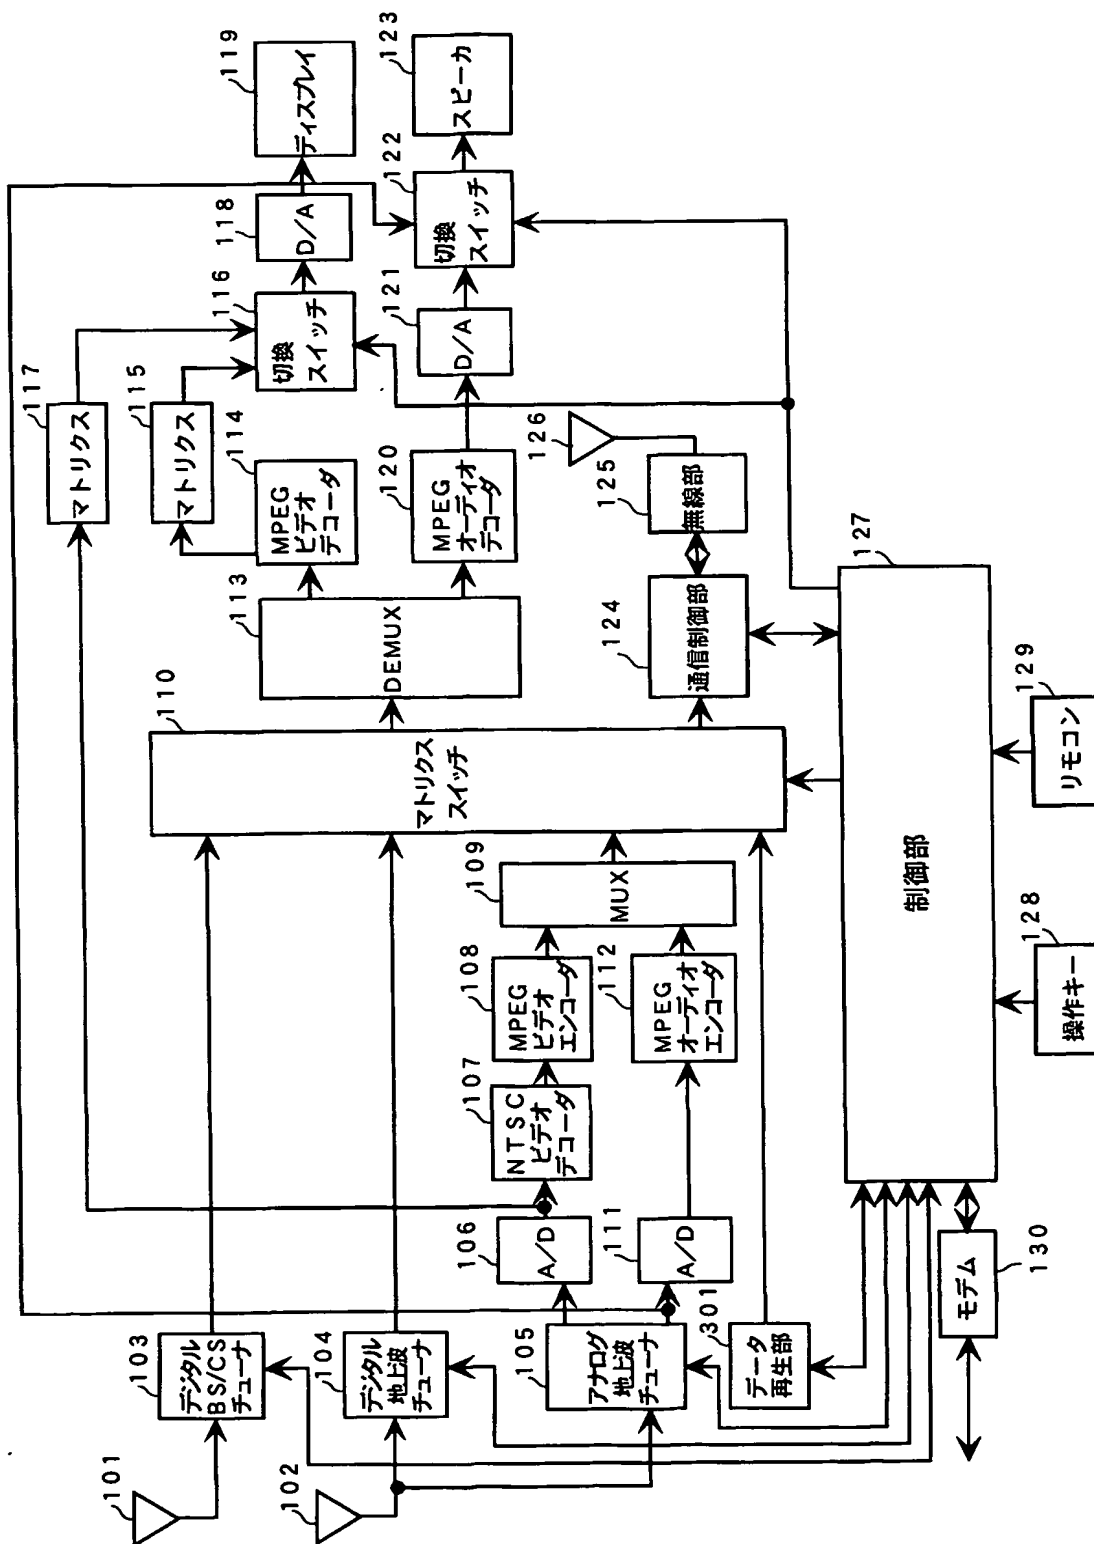 101
102
103
デジタル
BS/CS
チューナ
104
デジタル
地上波
チューナ
105
アナログ
地上波
チューナ
301
データ
再生部
106
A/D
111
A/D
107
NTSC
ビデオ
デコーダ
108
MPEG
ビデオ
エンコーダ
112
MPEG
オーディオ
エンコーダ
109
MUX
110
マトリクス
スイッチ
113
DEMUX
114
MPEG
ビデオ
デコーダ
120
MPEG
オーディオ
デコーダ
117
マトリクス
115
マトリクス
116
切換
スイッチ
118
D/A
119
ディスプレイ
121
D/A
122
切換
スイッチ
123
スピーカ
124
通信制御部
125
無線部
126
127
制御部
128
操作キー
129
リモコン
130
モデム